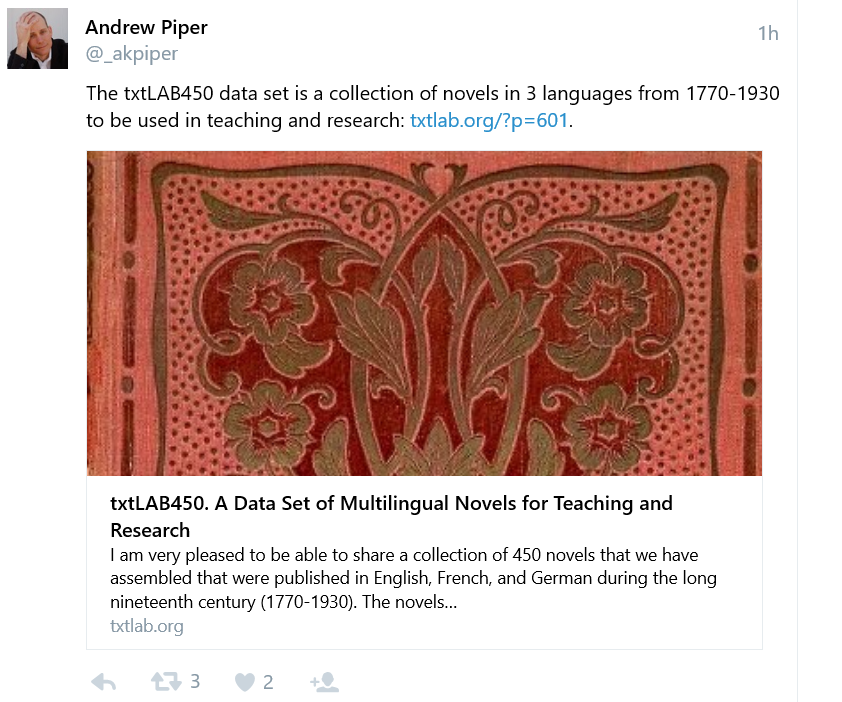 Andrew Piper
@_akpiper
1h
The txtLAB450 data set is a collection of novels in 3 languages from 1770-1930
to be used in teaching and research: txtlab.org/?p=601.
txtLAB450. A Data Set of Multilingual Novels for Teaching and
Research
I am very pleased to be able to share a collection of 450 novels that we have
assembled that were published in English, French, and German during the long
nineteenth century (1770-1930). The novels...
txtlab.org
3
2